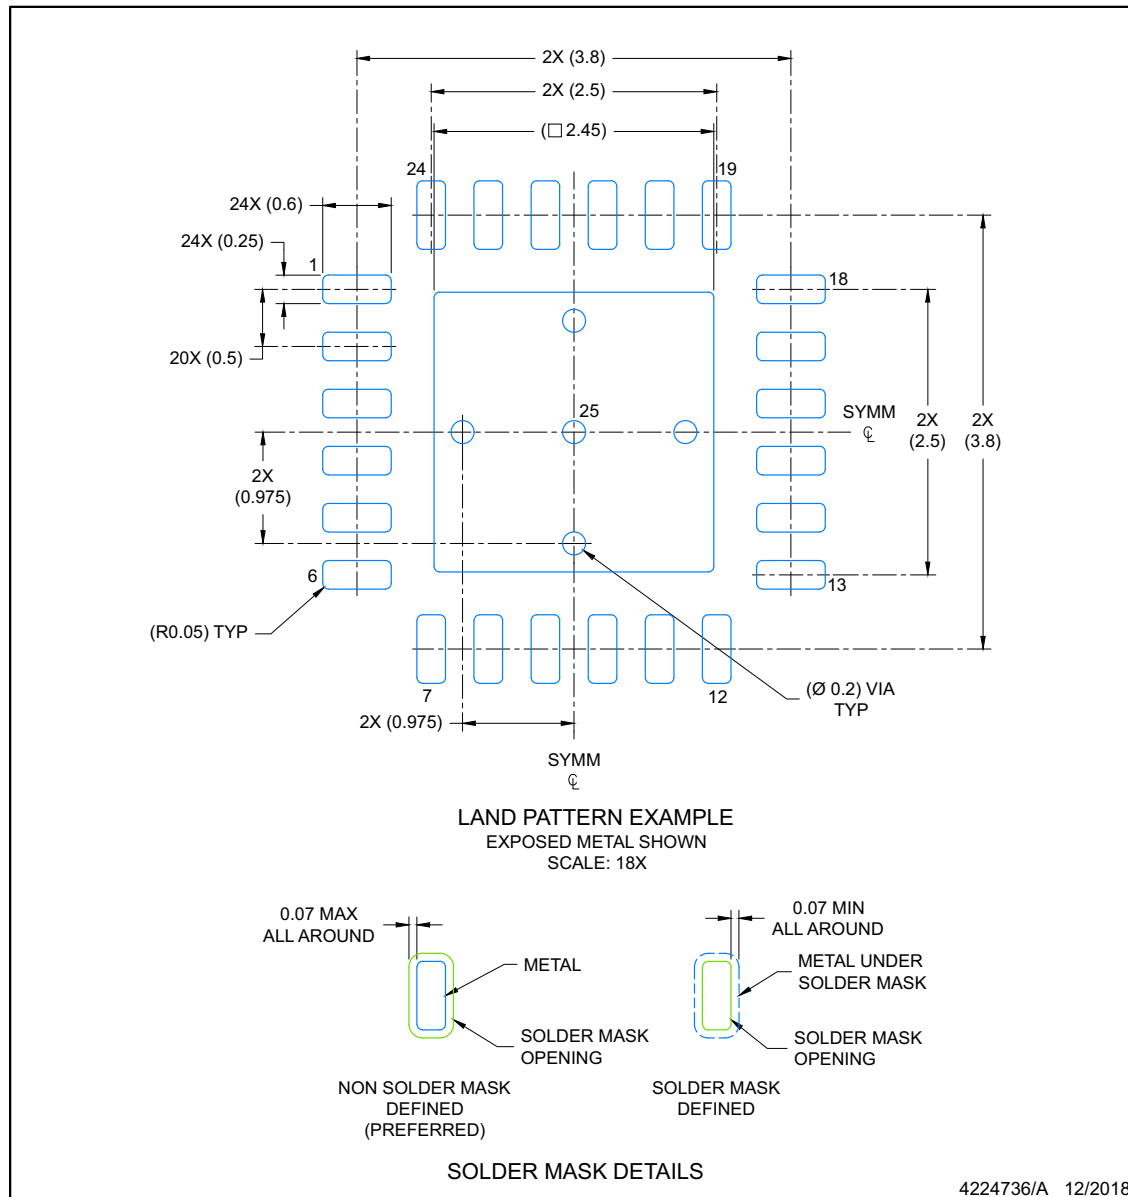 2X (3.8)
2X (2.5)
(□ 2.45)
24
19
24X (0.6)
24X (0.25)
1
18
20X (0.5)
25
SYMM
℄
2X
(2.5)
2X
(3.8)
2X
(0.975)
6
13
(R0.05) TYP
7
12
(Ø 0.2) VIA
TYP
2X (0.975)
SYMM
℄
LAND PATTERN EXAMPLE
EXPOSED METAL SHOWN
SCALE: 18X
0.07 MAX
ALL AROUND
0.07 MIN
ALL AROUND
METAL
METAL UNDER
SOLDER MASK
SOLDER MASK
OPENING
SOLDER MASK
OPENING
NON SOLDER MASK
DEFINED
(PREFERRED)
SOLDER MASK
DEFINED
SOLDER MASK DETAILS
4224736/A 12/2018